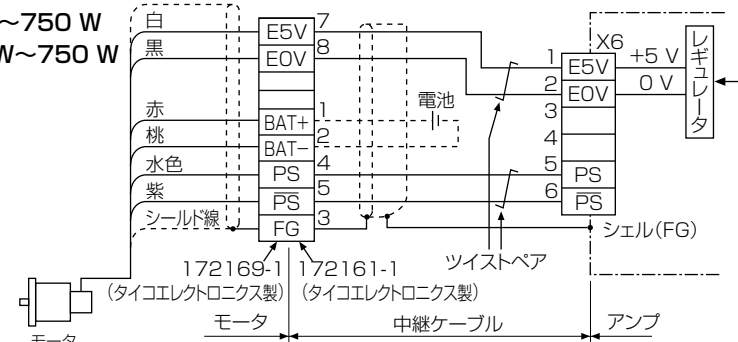 ～750 W
W～750 W
白
黒
赤
桃
水色
紫
シールド線
E5V
E0V
BAT+
BAT−
PS
P̅S̅
FG
7
8
1
2
4
5
3
電池
X6
1
2
3
4
5
6
E5V
E0V
PS
P̅S̅
+5 V
0 V
レギュレータ
シェル(FG)
ツイストペア
172169-1
172161-1
(タイコエレクトロニクス製)
(タイコエレクトロニクス製)
モータ
中継ケーブル
アンプ
モータ